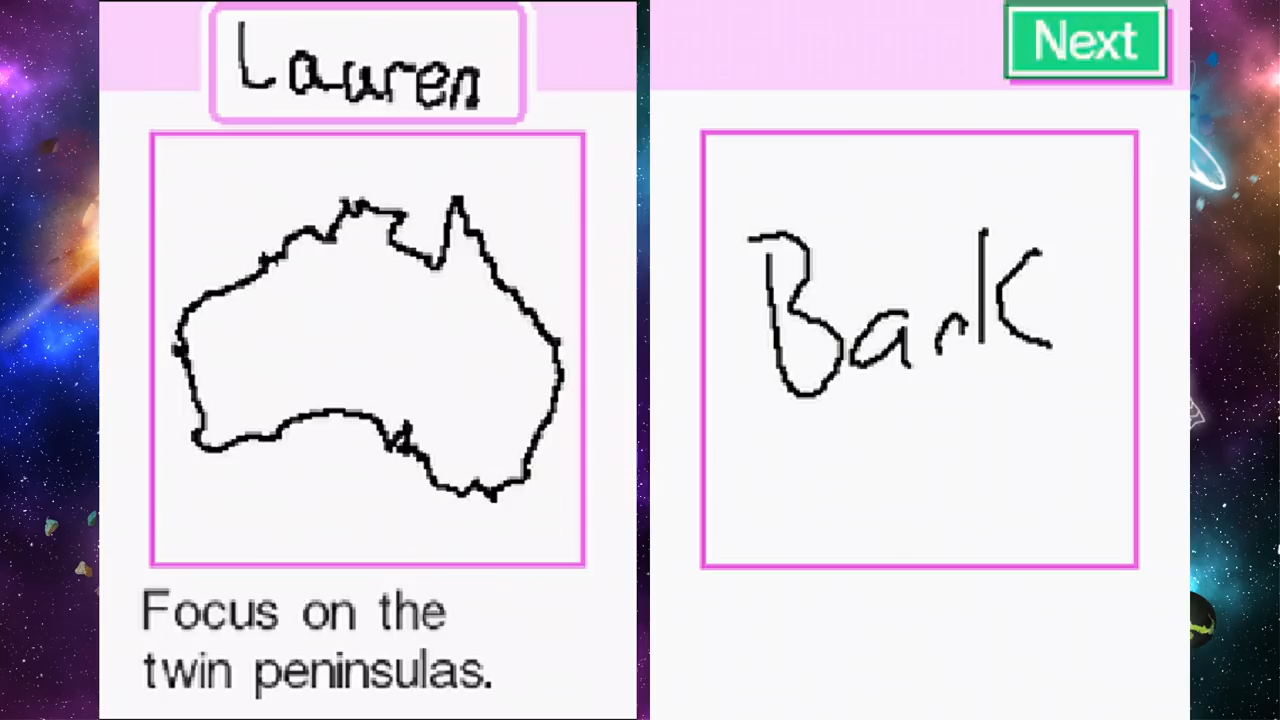 Lauren
Next
Bark
Focus on the
twin peninsulas.